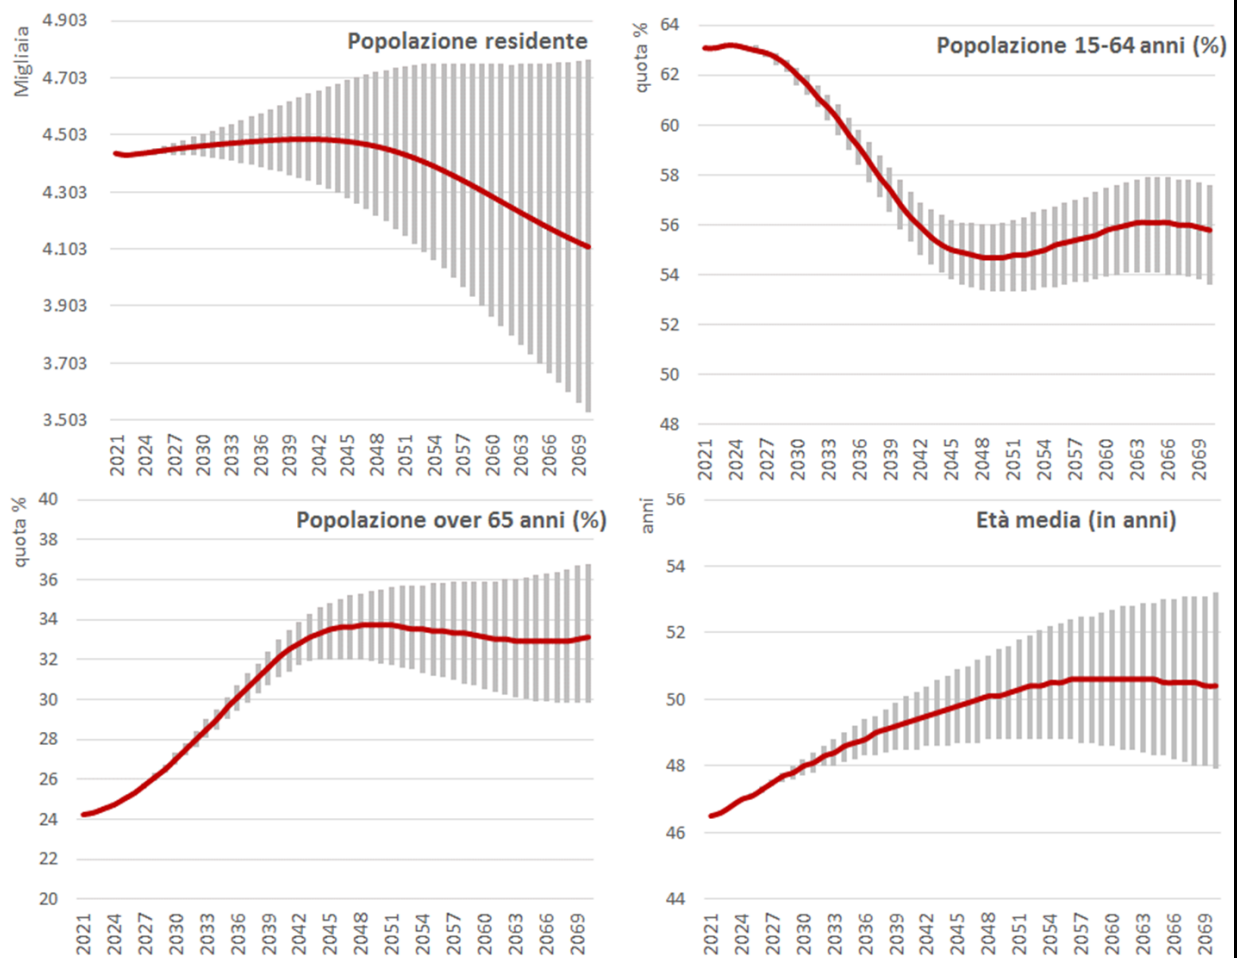 Popolazione residente
Migliaia
4.903
4.703
4.503
4.303
4.103
3.903
3.703
3.503
2021 2024 2027 2030 2033 2036 2039 2042 2045 2048 2051 2054 2057 2060 2063 2066 2069
Popolazione 15-64 anni (%)
quota %
64
62
60
58
56
54
52
50
48
2021 2024 2027 2030 2033 2036 2039 2042 2045 2048 2051 2054 2057 2060 2063 2066 2069
Popolazione over 65 anni (%)
quota %
40
38
36
34
32
30
28
26
24
22
20
2021 2024 2027 2030 2033 2036 2039 2042 2045 2048 2051 2054 2057 2060 2063 2066 2069
Età media (in anni)
anni
56
54
52
50
48
46
44
2021 2024 2027 2030 2033 2036 2039 2042 2045 2048 2051 2054 2057 2060 2063 2066 2069